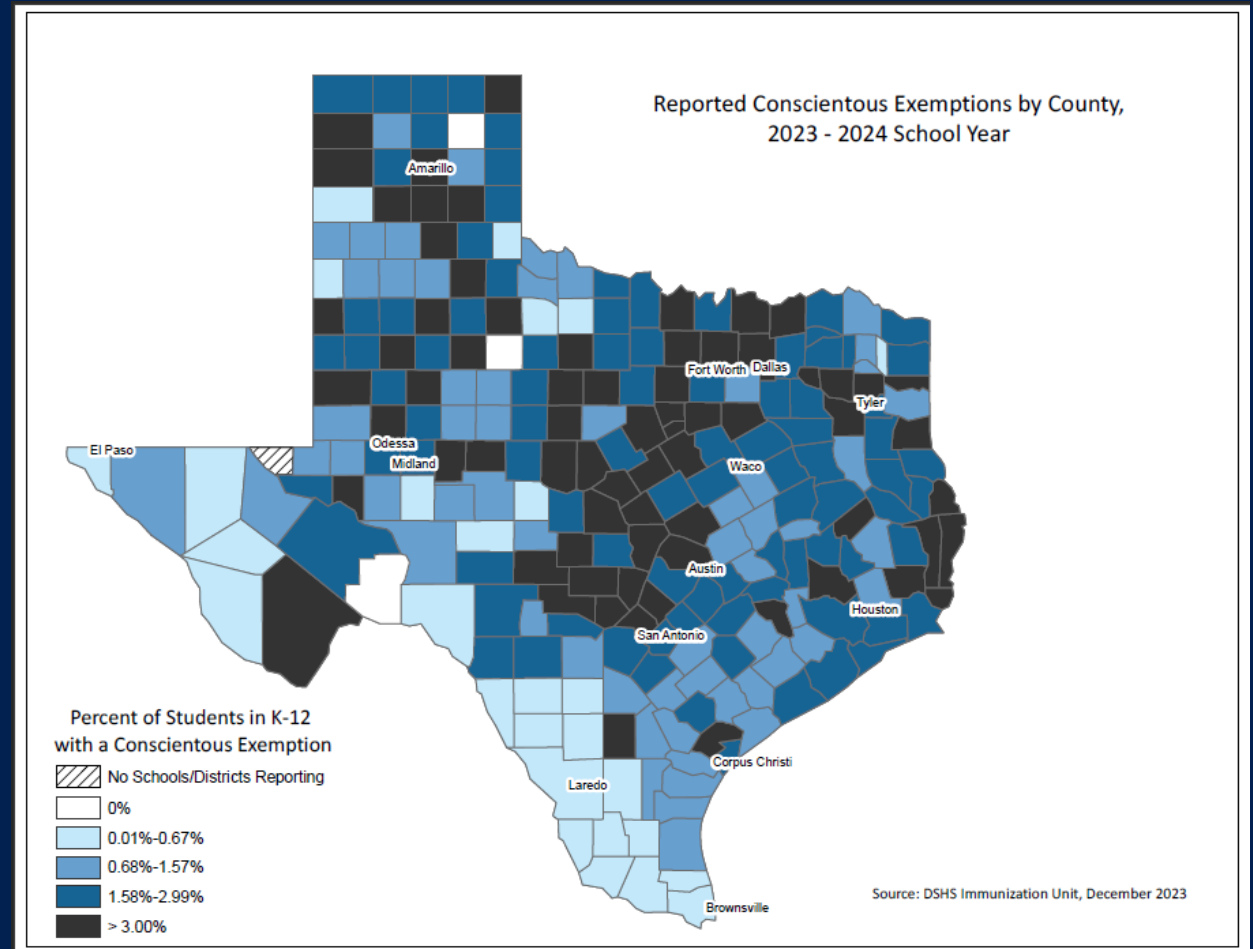 Reported Conscientous Exemptions by County,
2023 - 2024 School Year
Amarillo
Fort Worth
Dallas
Tyler
El Paso
Odessa
Midland
Waco
Austin
Houston
San Antonio
Corpus Christi
Laredo
Brownsville
Percent of Students in K-12
with a Conscientous Exemption
No Schools/Districts Reporting
0%
0.01%-0.67%
0.68%-1.57%
1.58%-2.99%
> 3.00%
Source: DSHS Immunization Unit, December 2023